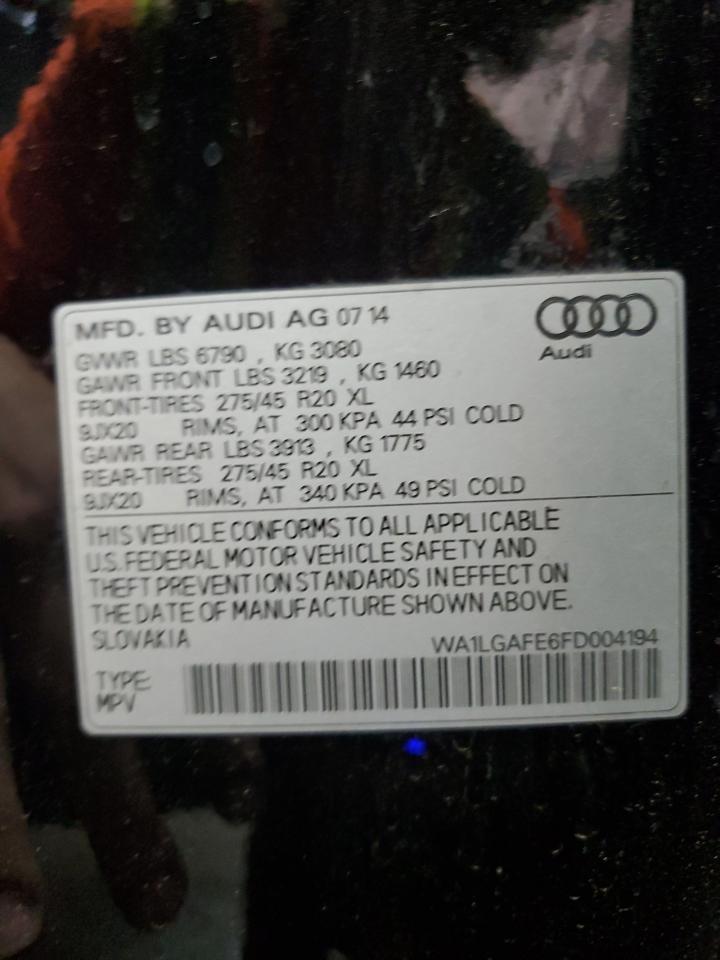 MFD. BY AUDI AG 07 14
Audi
GVWR LBS 6790 , KG 3080
GAWR FRONT LBS 3219 , KG 1460
FRONT-TIRES 275/45 R20 XL
9JX20 RIMS, AT 300 KPA 44 PSI COLD
GAWR REAR LBS 3913 , KG 1775
REAR-TIRES 275/45 R20 XL
9JX20 RIMS, AT 340 KPA 49 PSI COLD
THIS VEHICLE CONFORMS TO ALL APPLICABLE
U.S. FEDERAL MOTOR VEHICLE SAFETY AND
THEFT PREVENTION STANDARDS IN EFFECT ON
THE DATE OF MANUFACTURE SHOWN ABOVE.
SLOVAKIA WA1LGAFE6FD004194
TYPE:
MPV